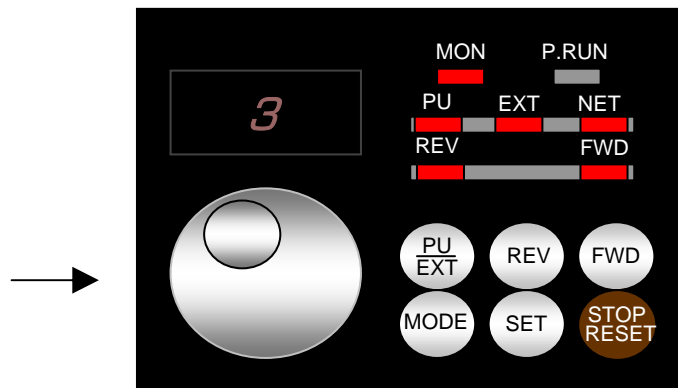 MON P.RUN
3
PU EXT NET
REV FWD
PU
EXT
REV
FWD
MODE
SET
STOP
RESET